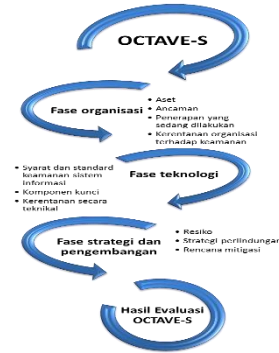 OCTAVE-S
Fase organisasi
• Aset
• Ancaman
• Penerapan yang
sedang dilakukan
• Kerentanan organisasi
terhadap keamanan
• Syarat dan standard
keamanan sistem
informasi
• Komponen kunci
• Kerentanan secara
teknikal
Fase teknologi
Fase strategi dan
pengembangan
• Resiko
• Strategi perlindungan
• Rencana mitigasi
Hasil Evaluasi
OCTAVE-S